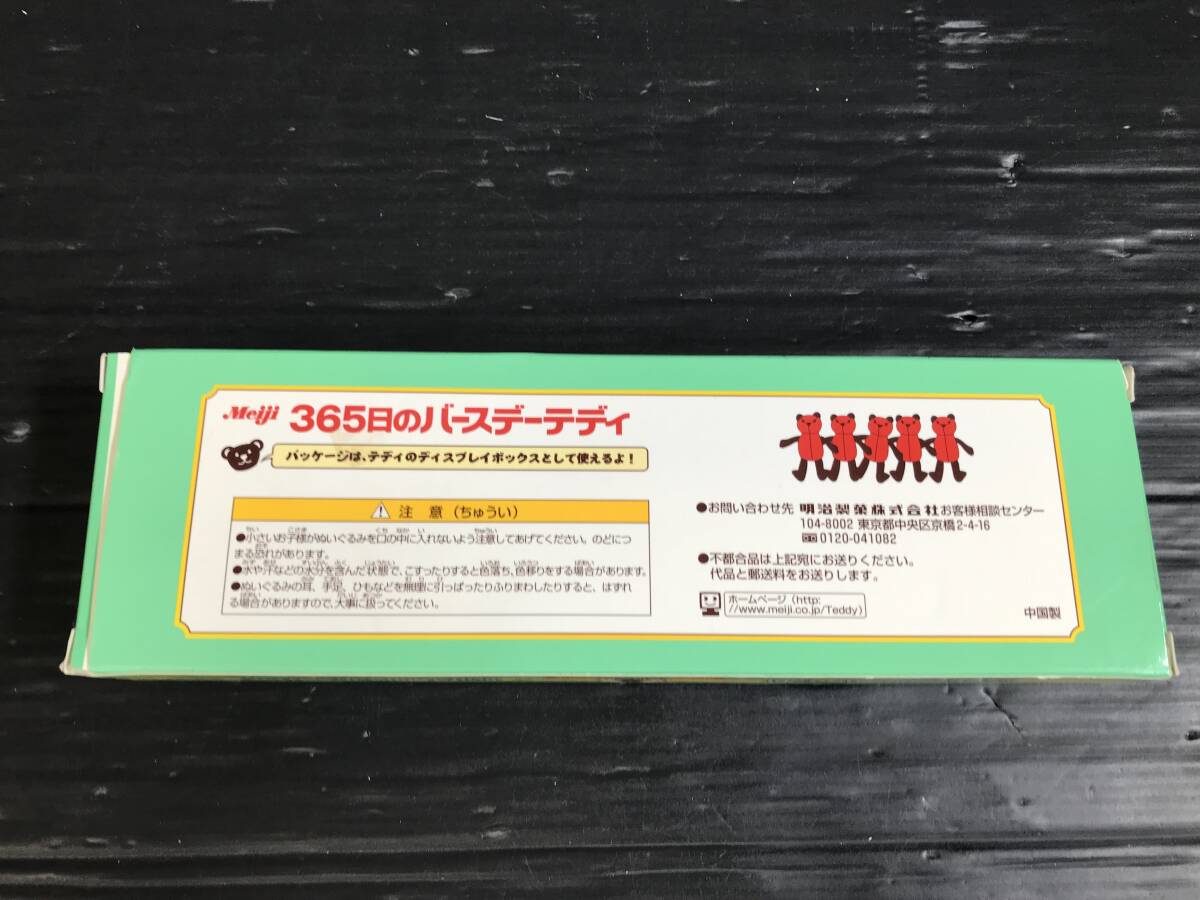 Meiji 365日のバースデーテディ
パッケージは、テディのディスプレイボックスとして使えるよ！
注 意（ちゅうい）
●小さいお子様がぬいぐるみを口の中に入れないよう注意してあげてください。のどにつ
まる恐れがあります。
●水や汗などの水分を含んだ状態で、こすったりすると色落ち、色移りをする場合があります。
●ぬいぐるみの耳、手足、ひもなどを無理に引っぱったりふりまわしたりすると、はずれ
る場合がありますので、大事に扱ってください。
●お問い合わせ先 明治製菓株式会社お客様相談センター
104-8002 東京都中央区京橋2-4-16
0120-041082
●不都合品は上記宛にお送りください。
代品と郵送料をお送りします。
ホームページ（http:
//www.meiji.co.jp/Teddy）
中国製